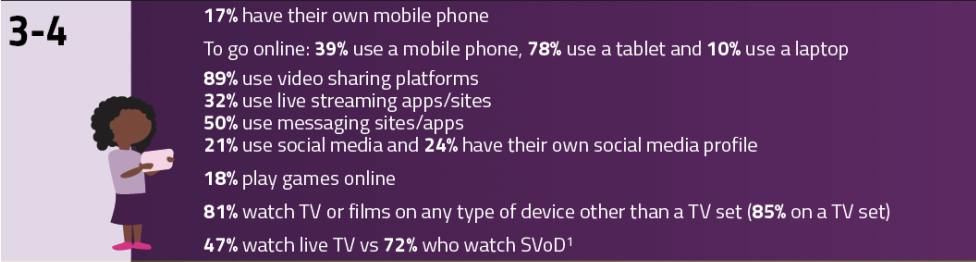 3-4
17% have their own mobile phone
To go online: 39% use a mobile phone, 78% use a tablet and 10% use a laptop
89% use video sharing platforms
32% use live streaming apps/sites
50% use messaging sites/apps
21% use social media and 24% have their own social media profile
18% play games online
81% watch TV or films on any type of device other than a TV set (85% on a TV set)
47% watch live TV vs 72% who watch SVoD¹